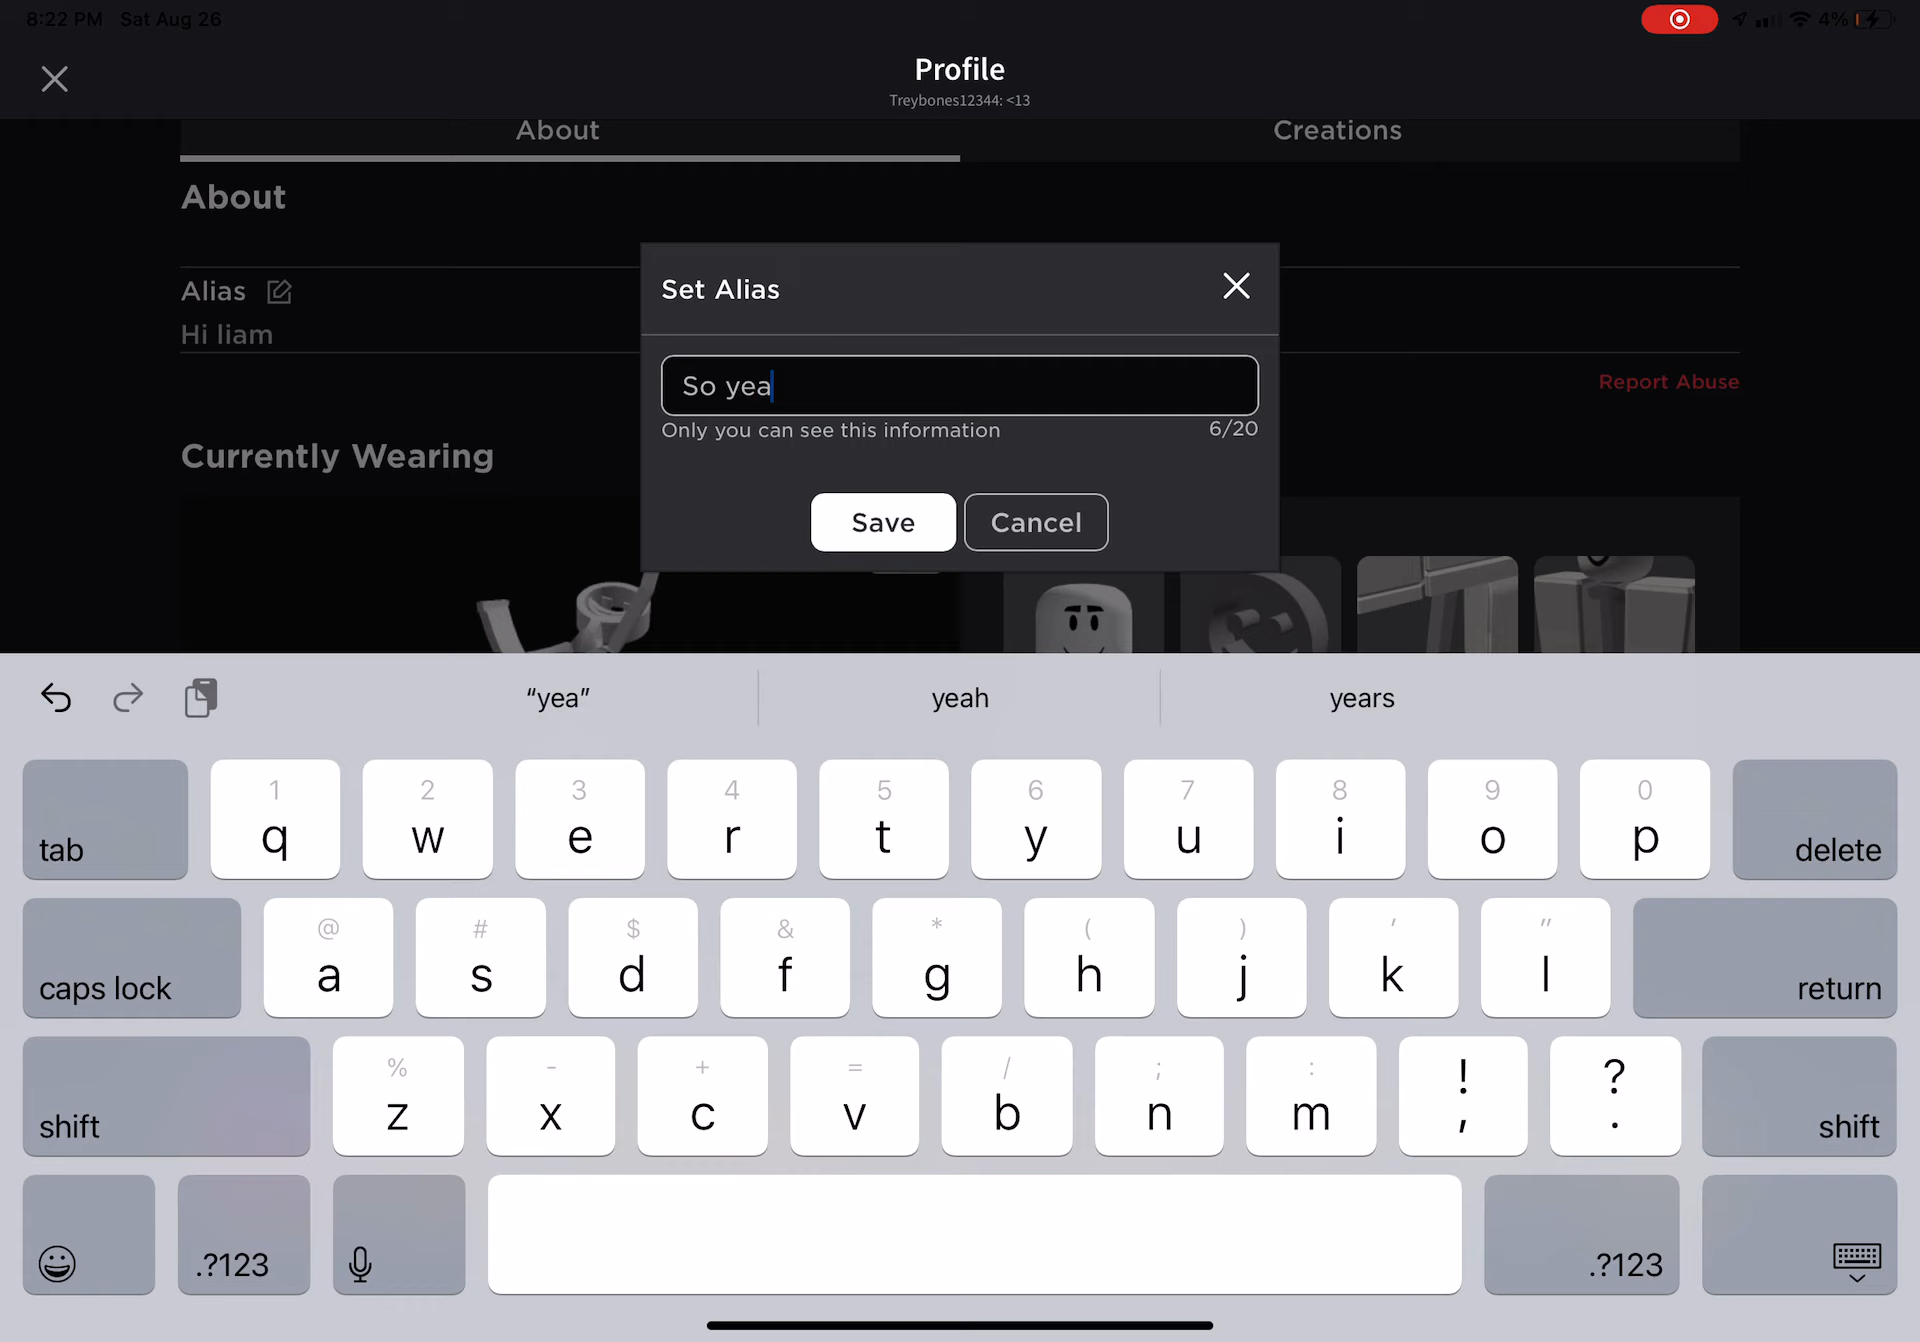 8:22 PM Sat Aug 26
4%
Profile
Treybones12344: <13
About
Creations
About
Alias
Hi liam
Set Alias
So yea
Only you can see this information
6/20
Save
Cancel
Report Abuse
Currently Wearing
“yea”
yeah
years
1 2 3 4 5 6 7 8 9 0
tab q w e r t y u i o p delete
@ # $ & * ( ) ' "
caps lock a s d f g h j k l return
% - + = / ; : ! ?
shift z x c v b n m , . shift
.?123
.?123